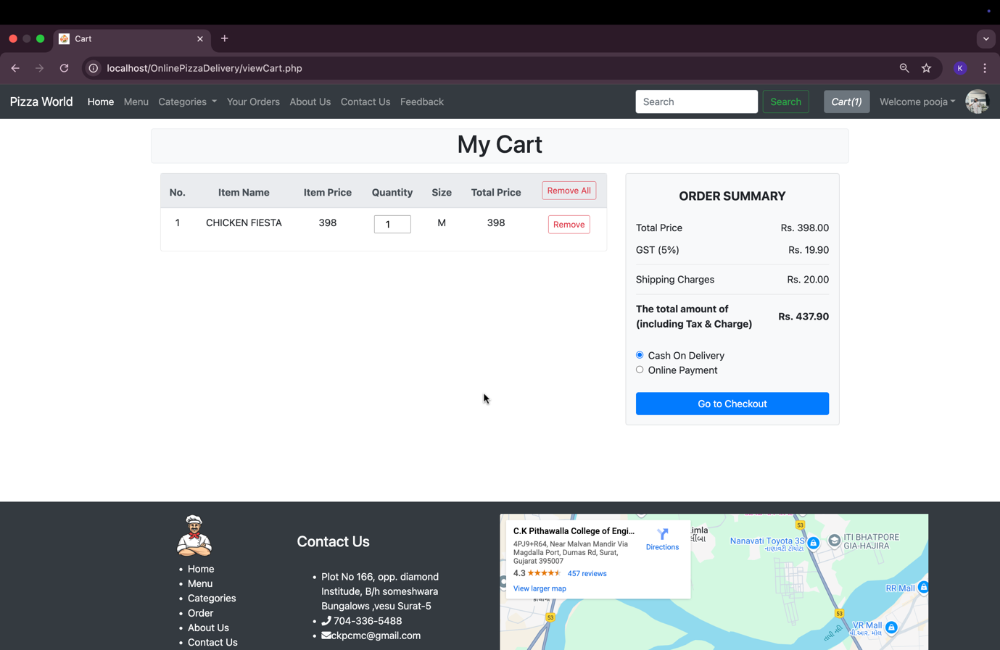 Cart
localhost/OnlinePizzaDelivery/viewCart.php
K
Pizza World Home Menu Categories Your Orders About Us Contact Us Feedback Search Search Cart(1) Welcome pooja
My Cart
No. Item Name Item Price Quantity Size Total Price Remove All
1 CHICKEN FIESTA 398 1 M 398 Remove
ORDER SUMMARY
Total Price Rs. 398.00
GST (5%) Rs. 19.90
Shipping Charges Rs. 20.00
The total amount of
(including Tax & Charge) Rs. 437.90
Cash On Delivery
Online Payment
Go to Checkout
Home
Menu
Categories
Order
About Us
Contact Us
Contact Us
Plot No 166, opp. diamond
Institude, B/h someshwara
Bungalows ,vesu Surat-5
704-336-5488
ckpcmc@gmail.com
C.K Pithawalla College of Engi...
4PJ9+R64, Near Malvan Mandir Via
Magdalla Port, Dumas Rd, Surat,
Gujarat 395007
4.3 457 reviews
View larger map
Directions
53
Nanavati Toyota 3S
નાણાવટી ટોયોટા
ITI BHATPORE
GIA-HAJIRA
RR Mall
53
53
VR Mall
વી.આર. મોલ
તાપી નદી